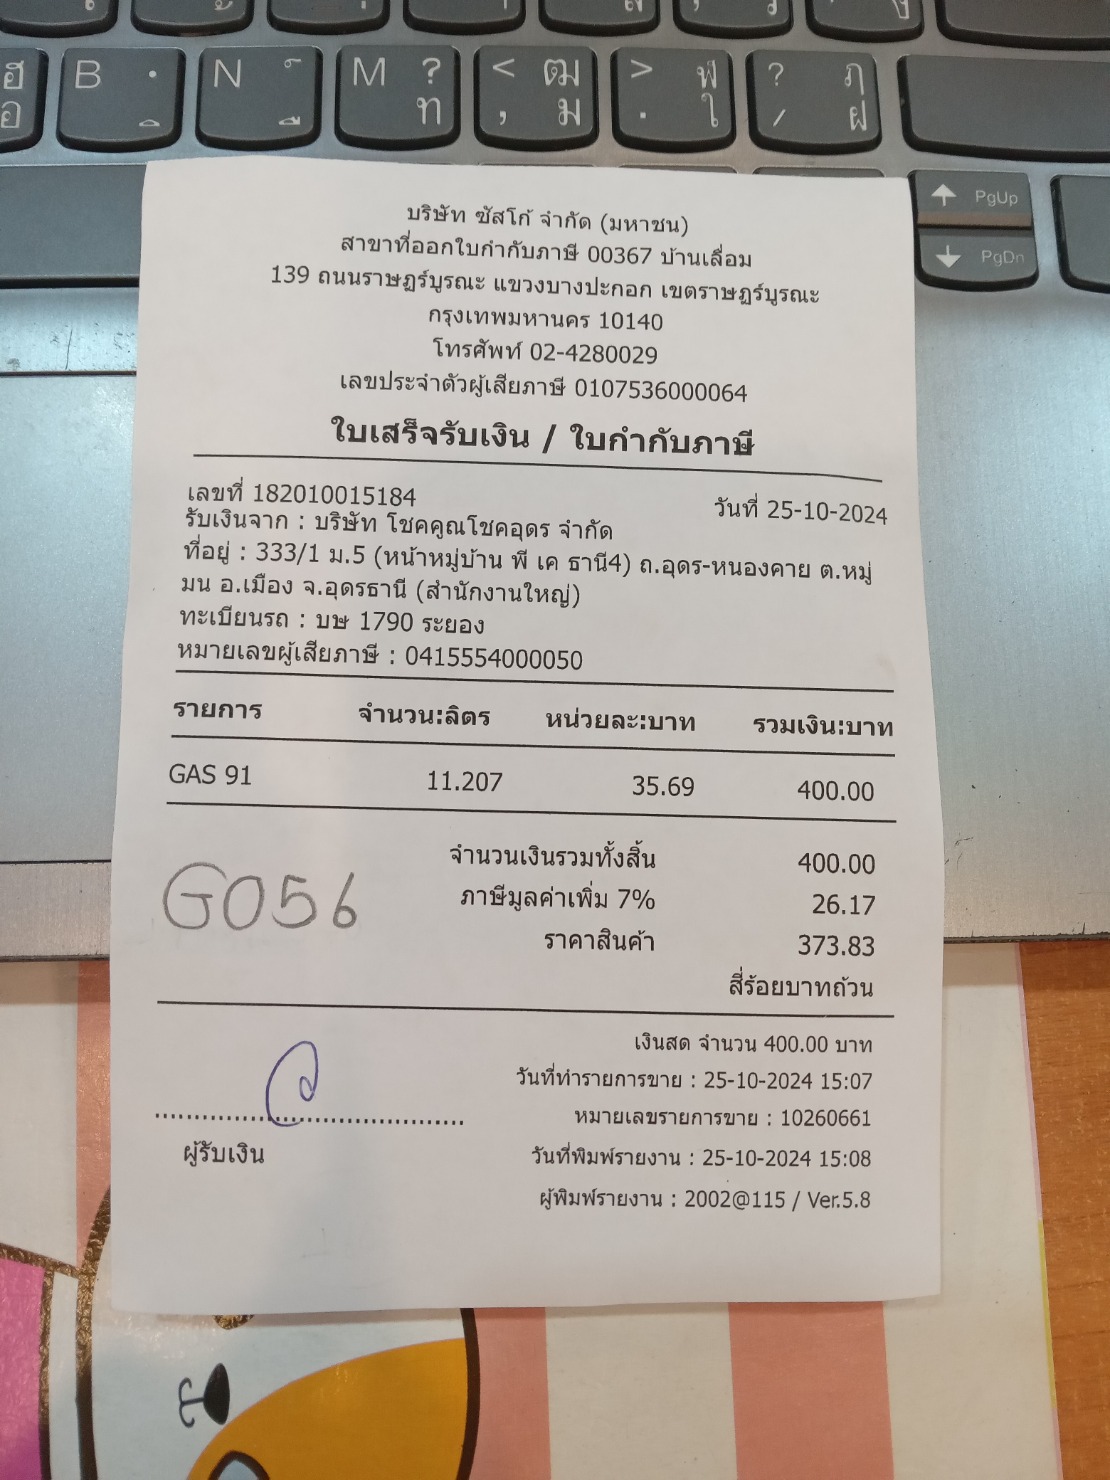 ฮ
อ
B
N
M ?
ท
< ฒ
, ม
> ฬ
. ใ
? ฦ
/ ฝ
PgUp
PgDn
บริษัท ซัสโก้ จำกัด (มหาชน)
สาขาที่ออกใบกำกับภาษี 00367 บ้านเลื่อม
139 ถนนราษฎร์บูรณะ แขวงบางปะกอก เขตราษฎร์บูรณะ
กรุงเทพมหานคร 10140
โทรศัพท์ 02-4280029
เลขประจำตัวผู้เสียภาษี 0107536000064
ใบเสร็จรับเงิน / ใบกำกับภาษี
เลขที่ 182010015184 วันที่ 25-10-2024
รับเงินจาก : บริษัท โชคคูณโชคอุดร จำกัด
ที่อยู่ : 333/1 ม.5 (หน้าหมู่บ้าน พี เค ธานี4) ถ.อุดร-หนองคาย ต.หมู่
มน อ.เมือง จ.อุดรธานี (สำนักงานใหญ่)
ทะเบียนรถ : บษ 1790 ระยอง
หมายเลขผู้เสียภาษี : 0415554000050
รายการ จำนวน:ลิตร หน่วยละ:บาท รวมเงิน:บาท
GAS 91 11.207 35.69 400.00
จำนวนเงินรวมทั้งสิ้น 400.00
G056
ภาษีมูลค่าเพิ่ม 7% 26.17
ราคาสินค้า 373.83
สี่ร้อยบาทถ้วน
เงินสด จำนวน 400.00 บาท
วันที่ทำรายการขาย : 25-10-2024 15:07
หมายเลขรายการขาย : 10260661
ผู้รับเงิน
วันที่พิมพ์รายงาน : 25-10-2024 15:08
ผู้พิมพ์รายงาน : 2002@115 / Ver.5.8